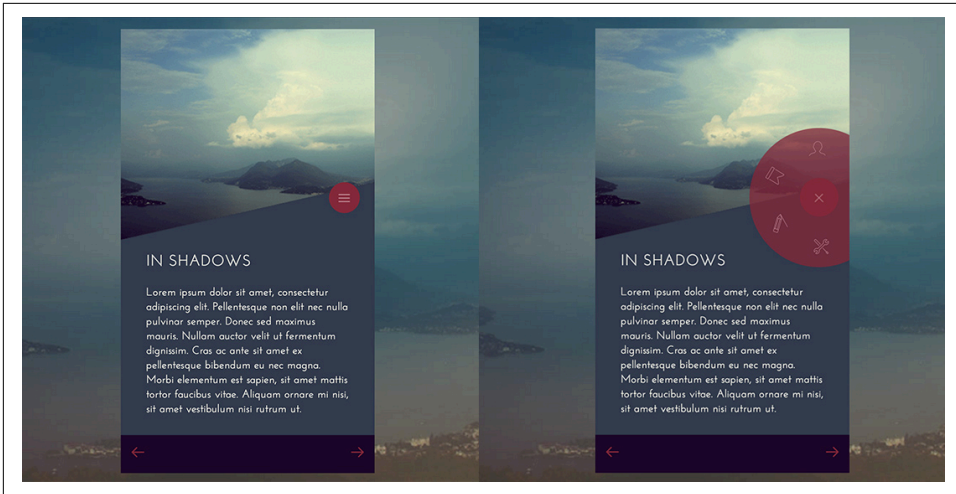 IN SHADOWS
Lorem ipsum dolor sit amet, consectetur
adipiscing elit. Pellentesque non elit nec nulla
pulvinar semper. Donec sed maximus
mauris. Nullam auctor velit ut fermentum
dignissim. Cras ac ante sit amet ex
pellentesque bibendum eu nec magna.
Morbi elementum est sapien, sit amet mattis
tortor faucibus vitae. Aliquam ornare mi nisi,
sit amet vestibulum nisi rutrum ut.
IN SHADOWS
Lorem ipsum dolor sit amet, consectetur
adipiscing elit. Pellentesque non elit nec nulla
pulvinar semper. Donec sed maximus
mauris. Nullam auctor velit ut fermentum
dignissim. Cras ac ante sit amet ex
pellentesque bibendum eu nec magna.
Morbi elementum est sapien, sit amet mattis
tortor faucibus vitae. Aliquam ornare mi nisi,
sit amet vestibulum nisi rutrum ut.